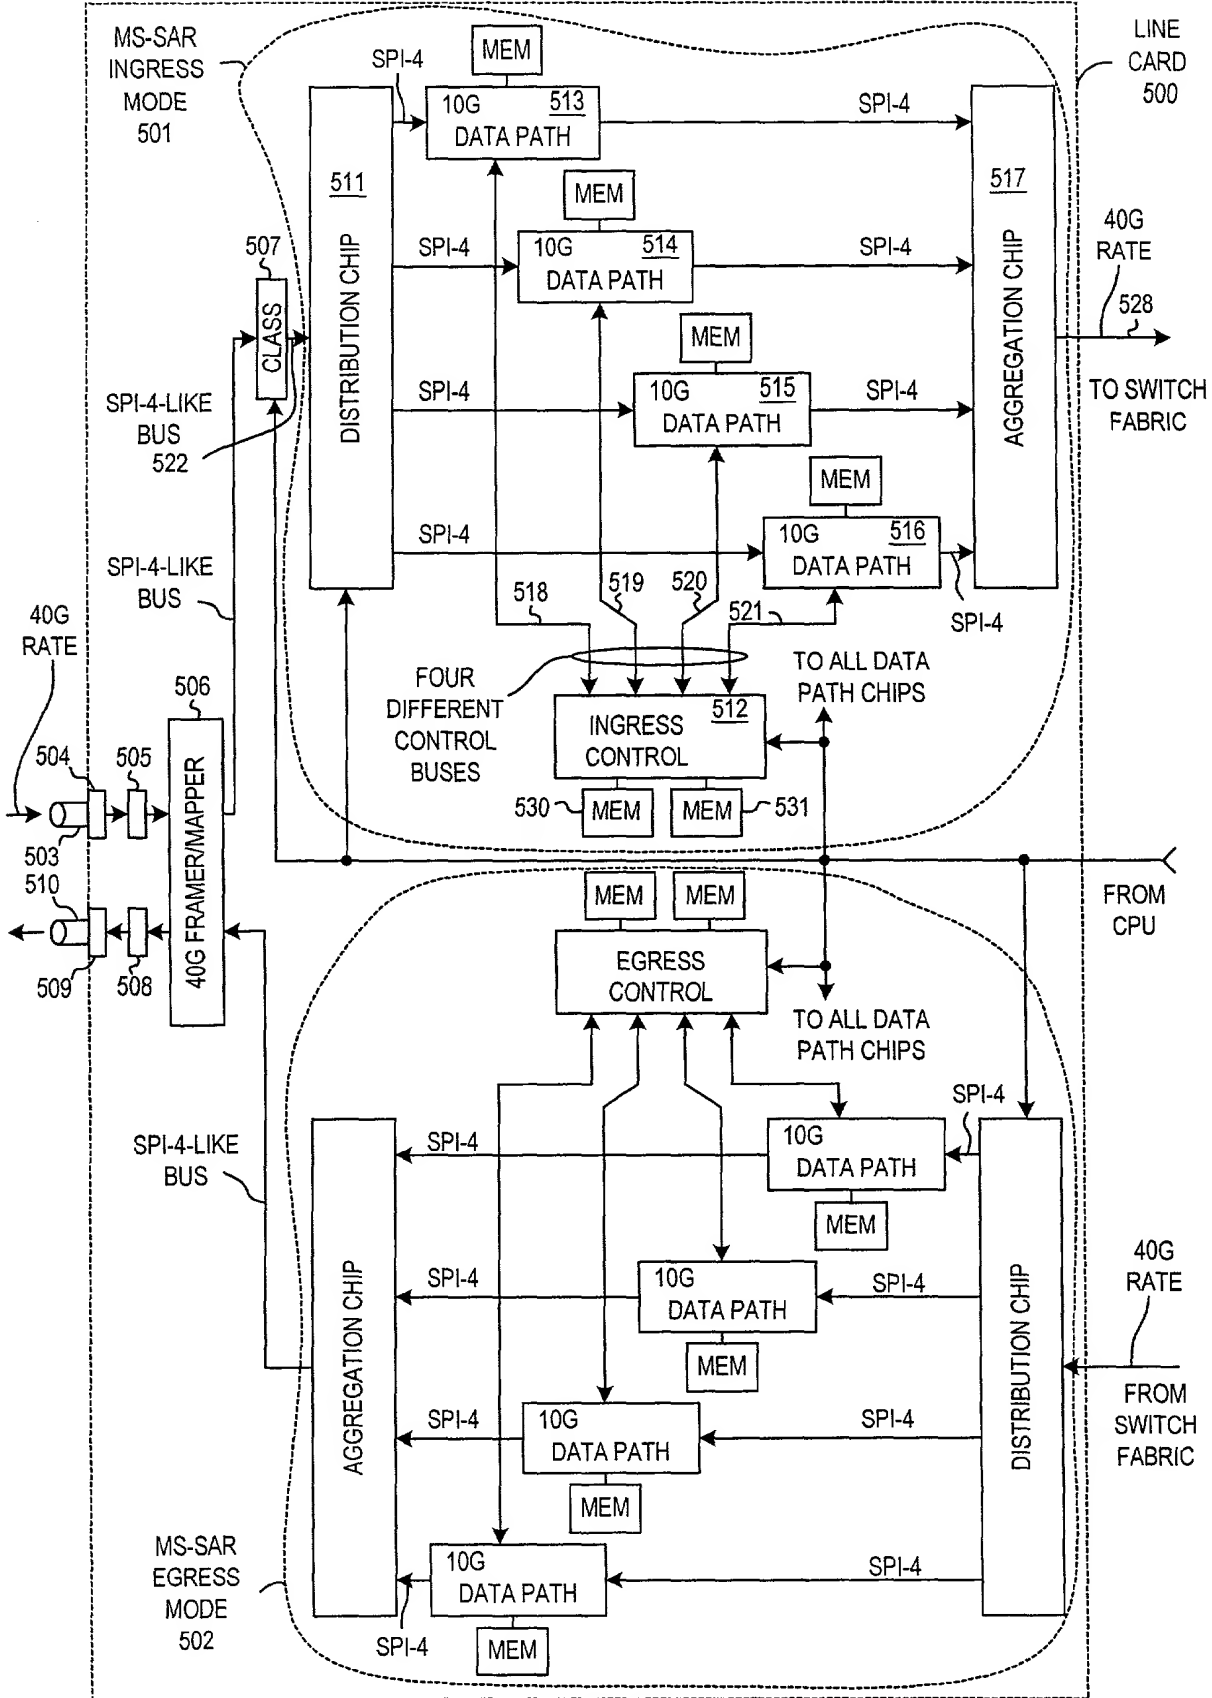 MS-SAR
INGRESS
MODE
501
LINE
CARD
500
SPI-4
MEM
10G 513
DATA PATH
SPI-4
511
DISTRIBUTION CHIP
517
AGGREGATION CHIP
MEM
SPI-4
10G 514
DATA PATH
SPI-4
40G
RATE
528
TO SWITCH
FABRIC
507
CLASS
SPI-4-LIKE
BUS
522
MEM
SPI-4
10G 515
DATA PATH
SPI-4
MEM
SPI-4
10G 516
DATA PATH
SPI-4
SPI-4-LIKE
BUS
518
519
520
521
40G
RATE
FOUR
DIFFERENT
CONTROL
BUSES
TO ALL DATA
PATH CHIPS
512
INGRESS
CONTROL
530
MEM
MEM
531
506
504
505
503
510
509
508
40G FRAMER/MAPPER
FROM
CPU
MEM
MEM
EGRESS
CONTROL
TO ALL DATA
PATH CHIPS
SPI-4-LIKE
BUS
AGGREGATION CHIP
DISTRIBUTION CHIP
SPI-4
10G
DATA PATH
SPI-4
MEM
SPI-4
10G
DATA PATH
SPI-4
MEM
40G
RATE
FROM
SWITCH
FABRIC
SPI-4
10G
DATA PATH
SPI-4
MEM
MS-SAR
EGRESS
MODE
502
SPI-4
10G
DATA PATH
SPI-4
MEM